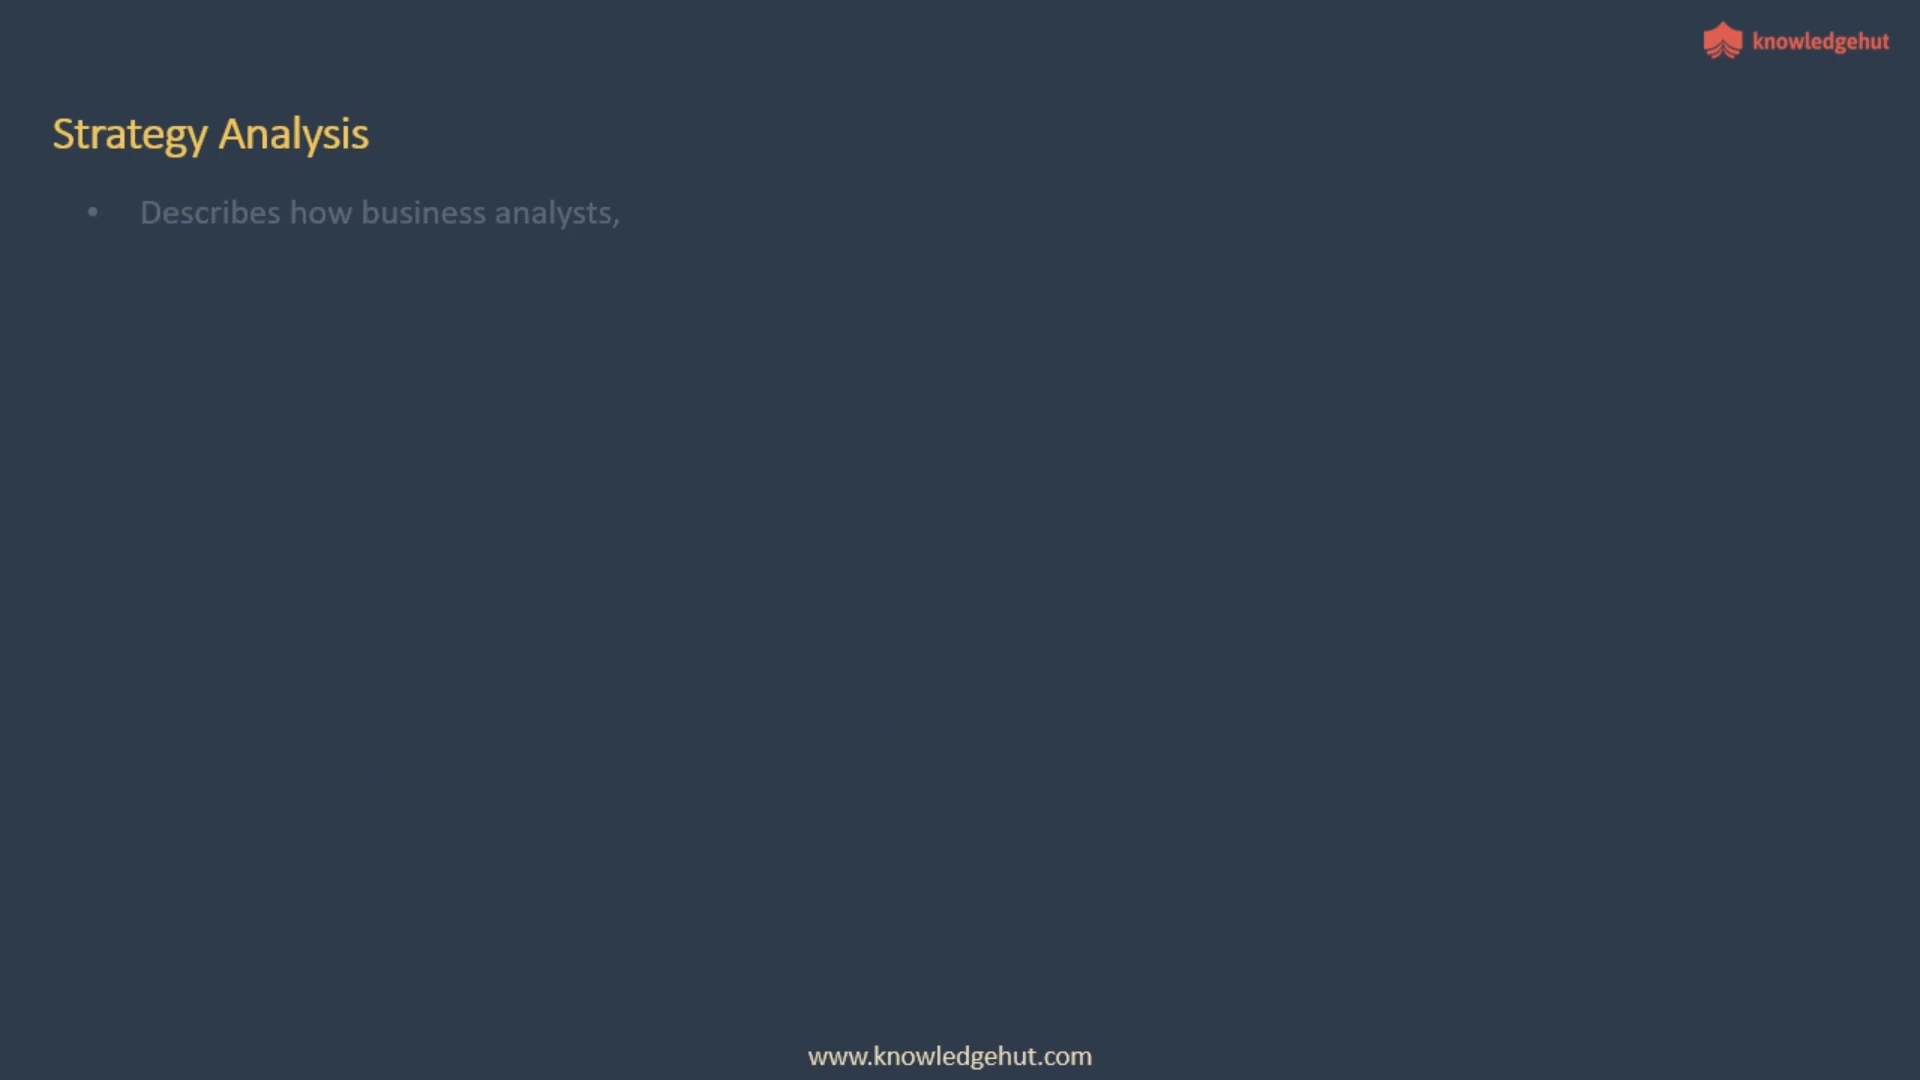 knowledgehut
Strategy Analysis
• Describes how business analysts,
www.knowledgehut.com